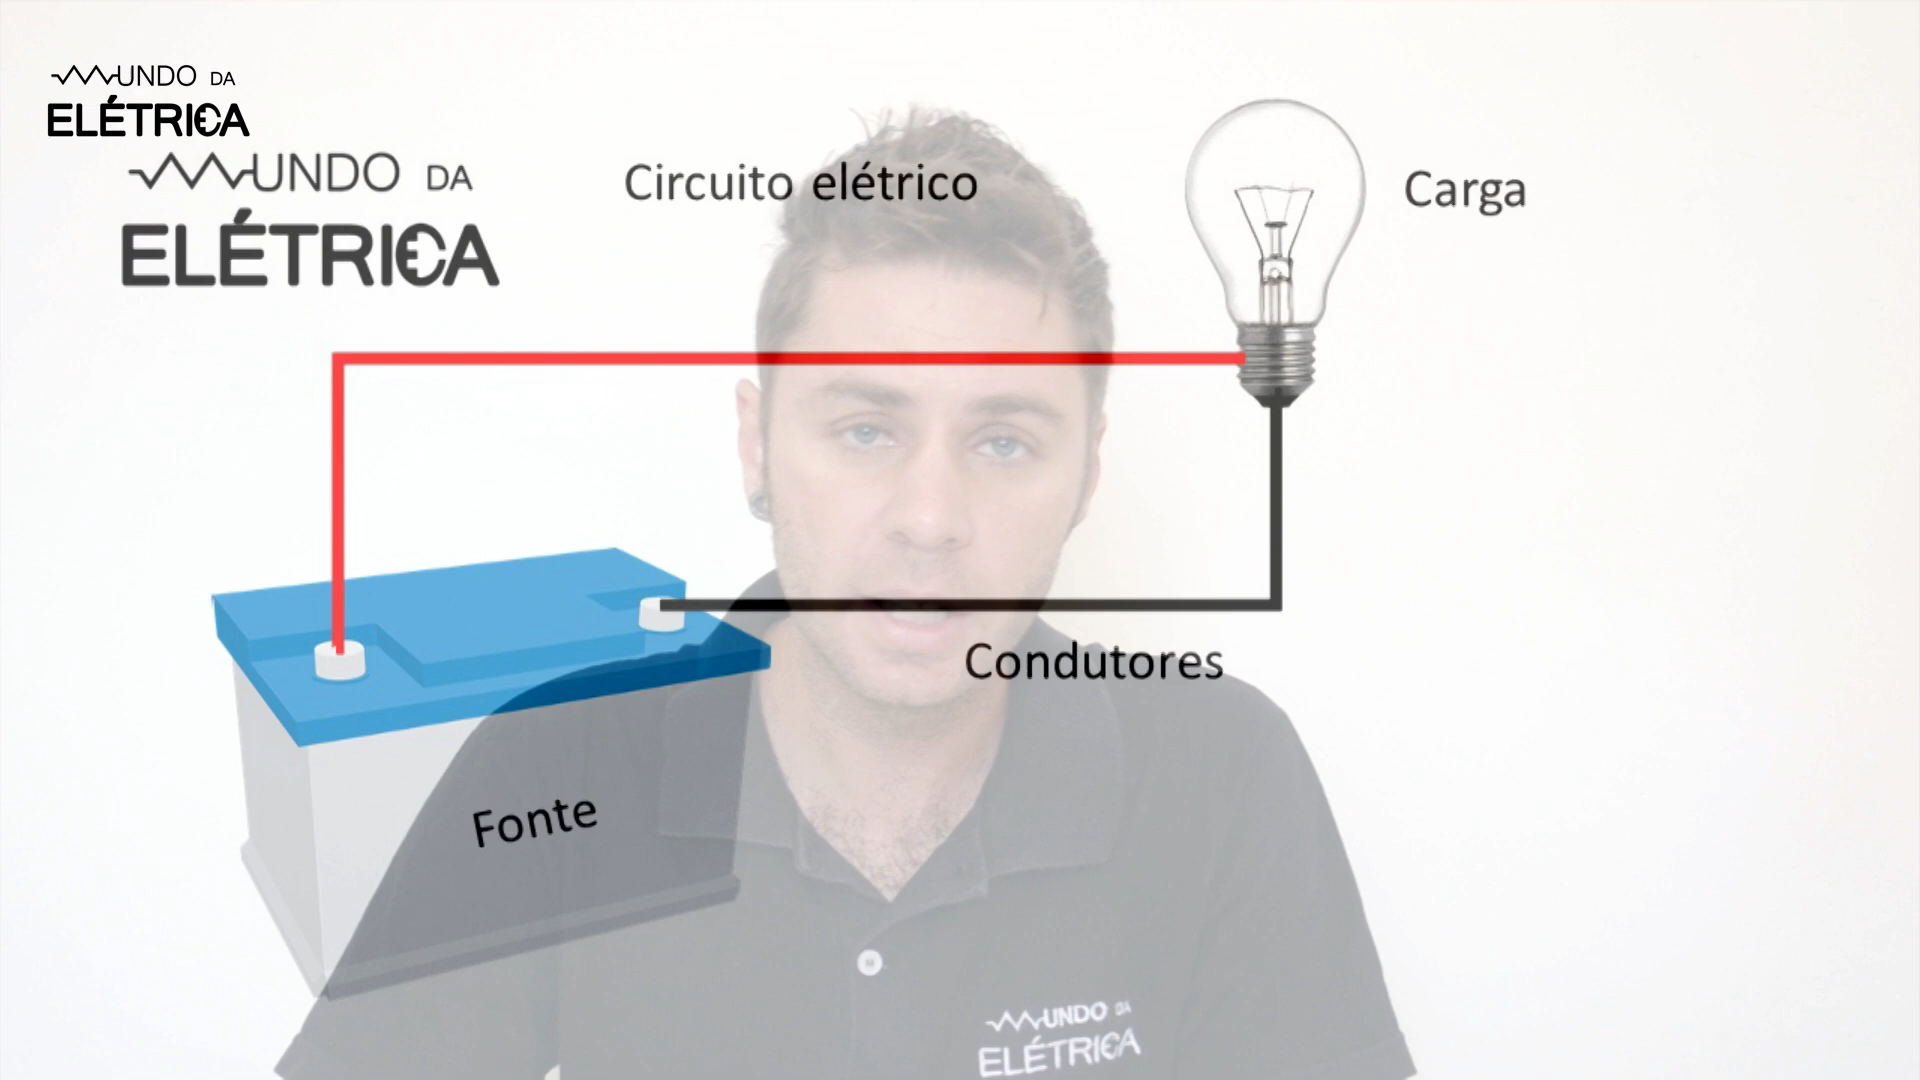 MUNDO DA
ELÉTRICA
MUNDO DA
ELÉTRICA
Circuito elétrico
Carga
Condutores
Fonte
MUNDO DA
ELÉTRICA